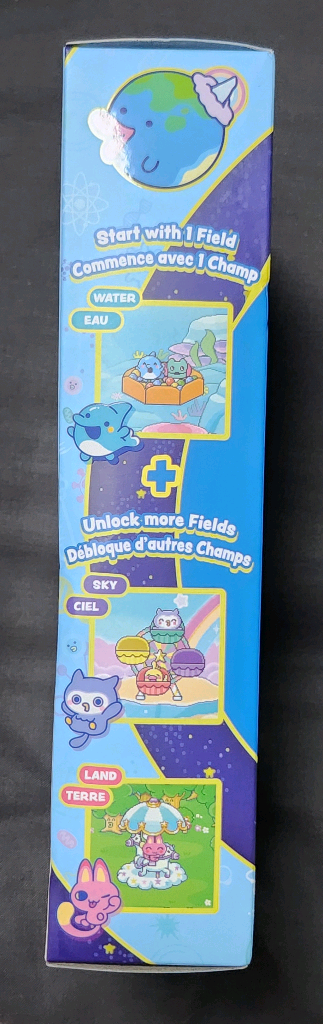 Start with 1 Field
Commence avec 1 Champ
WATER
EAU
Unlock more Fields
Débloque d'autres Champs
SKY
CIEL
LAND
TERRE